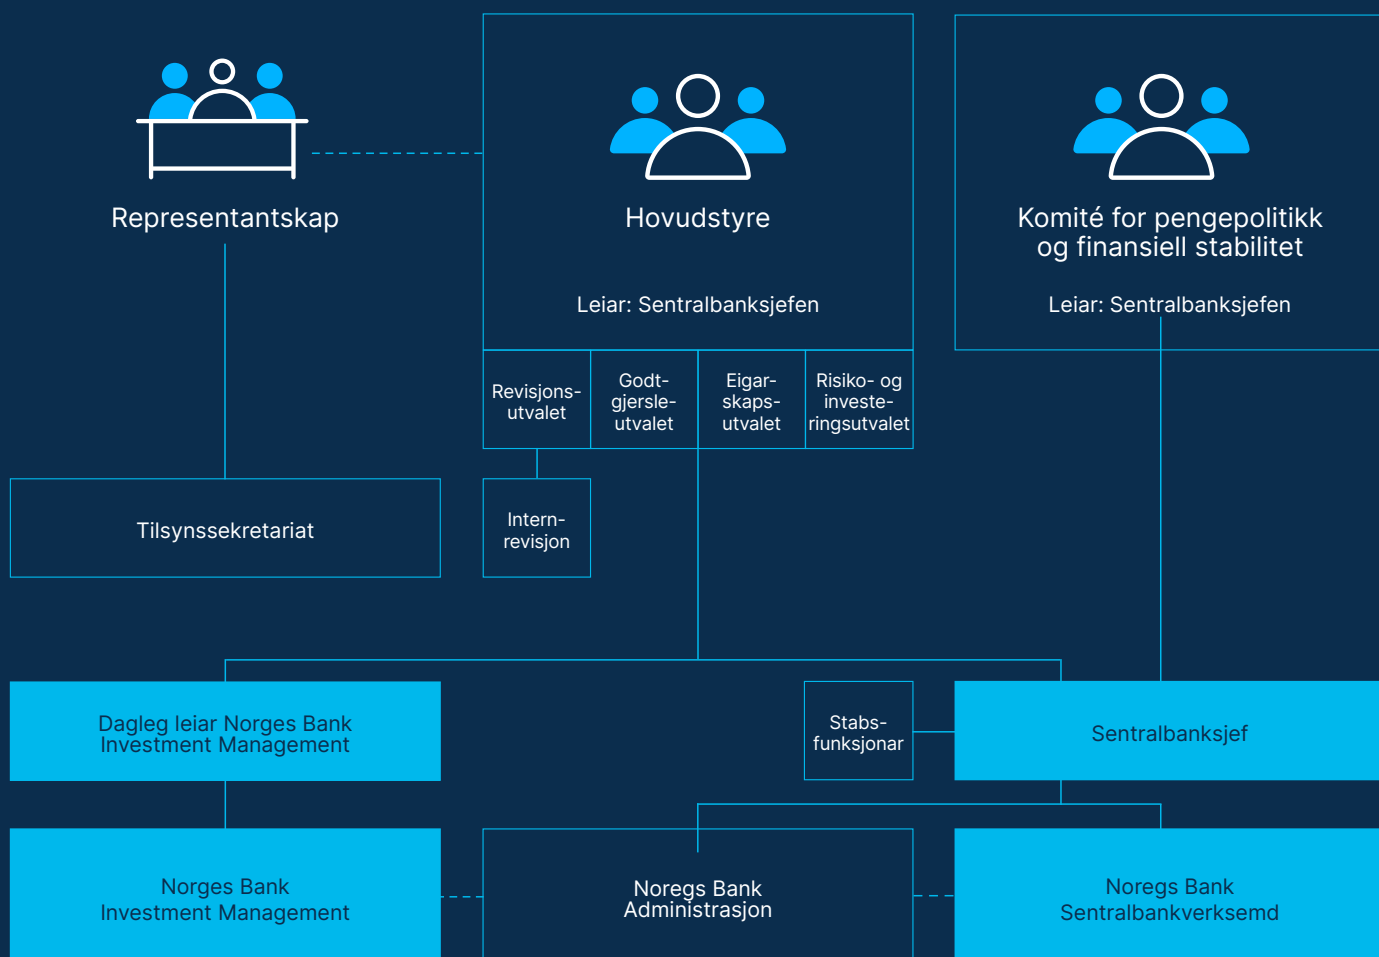 Representantskap
Hovudstyre
Leiar: Sentralbanksjefen
Komité for pengepolitikk
og finansiell stabilitet
Leiar: Sentralbanksjefen
Revisjons-
utvalet
Godt-
gjersle-
utvalet
Eigar-
skaps-
utvalet
Risiko- og
investe-
ringsutvalet
Tilsynssekretariat
Intern-
revisjon
Dagleg leiar Norges Bank
Investment Management
Stabs-
funksjonar
Sentralbanksjef
Norges Bank
Investment Management
Noregs Bank
Administrasjon
Noregs Bank
Sentralbankverksemd